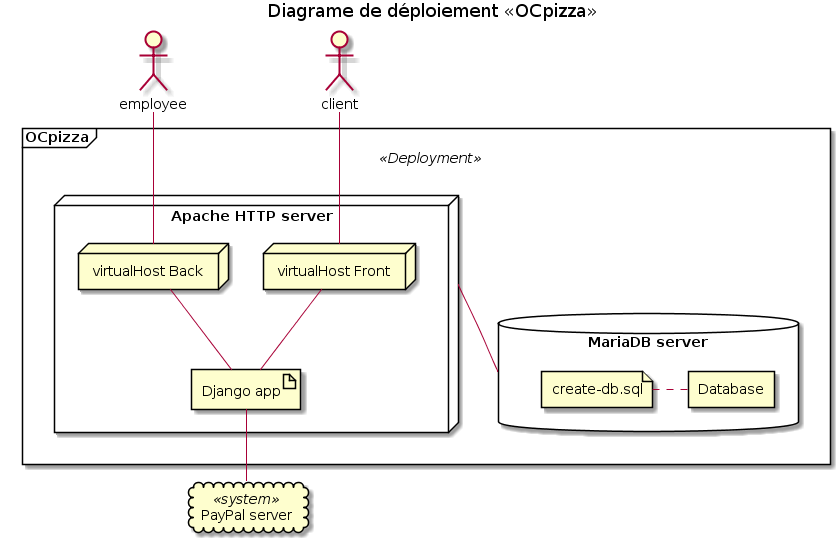 Diagrame de déploiement «OCpizza»
employee
client
OCpizza
«Deployment»
Apache HTTP server
virtualHost Back
virtualHost Front
MariaDB server
create-db.sql
Database
Django app
«system»
PayPal server